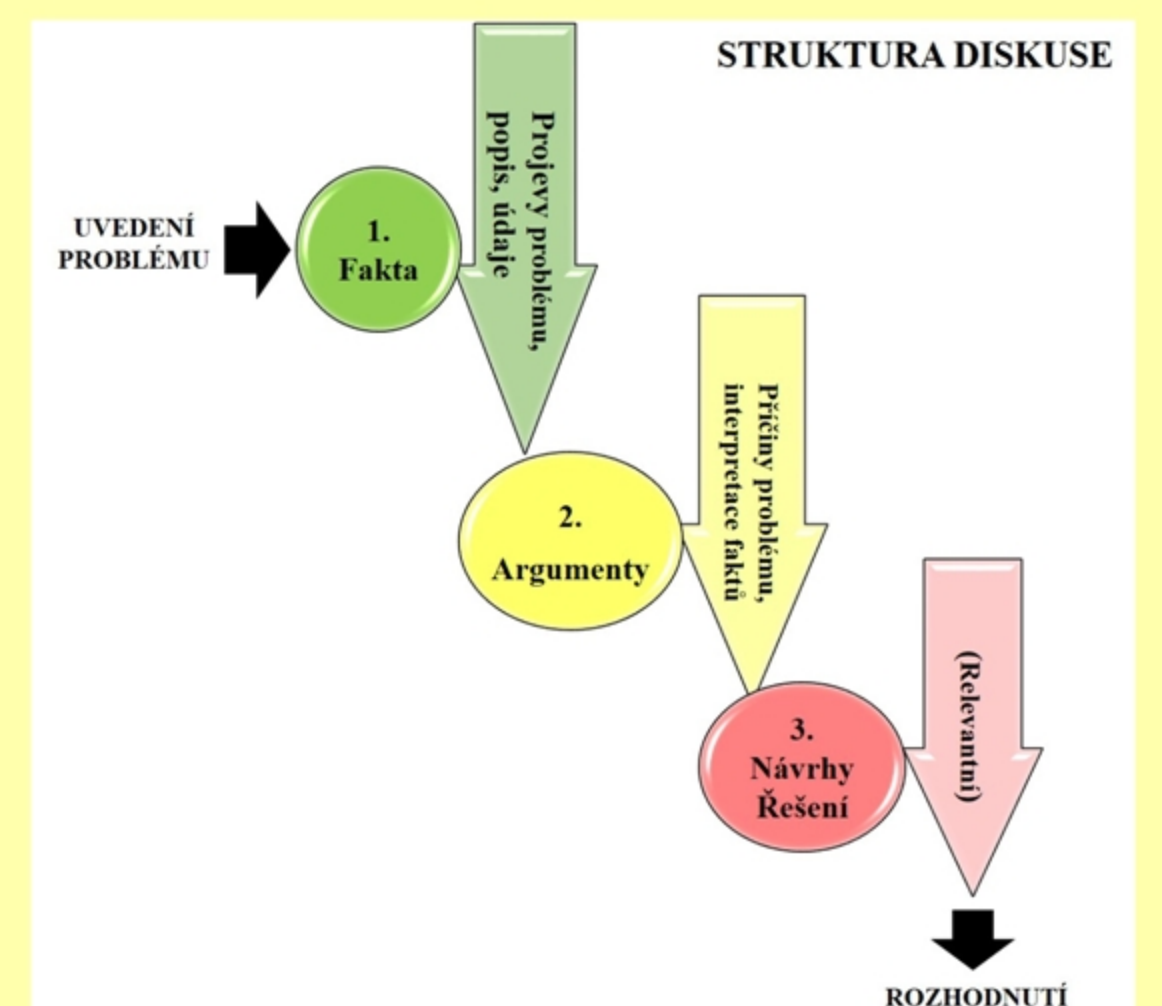 STRUKTURA DISKUSE
UVEDENÍ
PROBLÉMU
1.
Fakta
Projevy problému,
popis, údaje
2.
Argumenty
Příčiny problému,
interpretace faktů
3.
Návrhy
Řešení
(Relevantní)
ROZHODNUTÍ